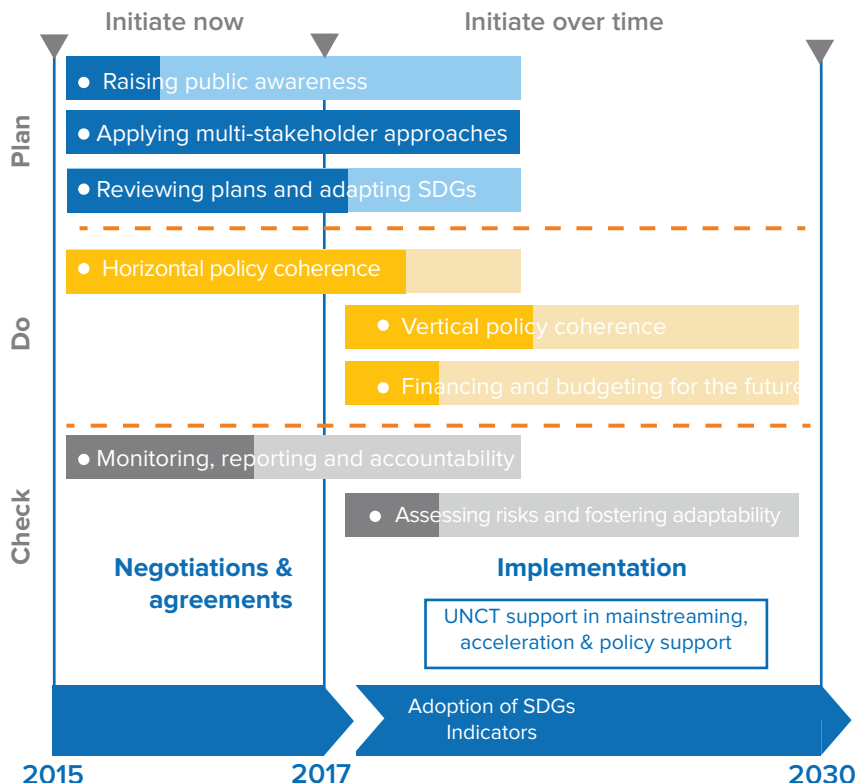 Initiate now
Initiate over time
Plan
Raising public awareness
Applying multi-stakeholder approaches
Reviewing plans and adapting SDGs
Do
Horizontal policy coherence
Vertical policy coherence
Financing and budgeting for the future
Check
Monitoring, reporting and accountability
Assessing risks and fostering adaptability
Negotiations &
agreements
Implementation
UNCT support in mainstreaming,
acceleration & policy support
Adoption of SDGs
Indicators
2015
2017
2030